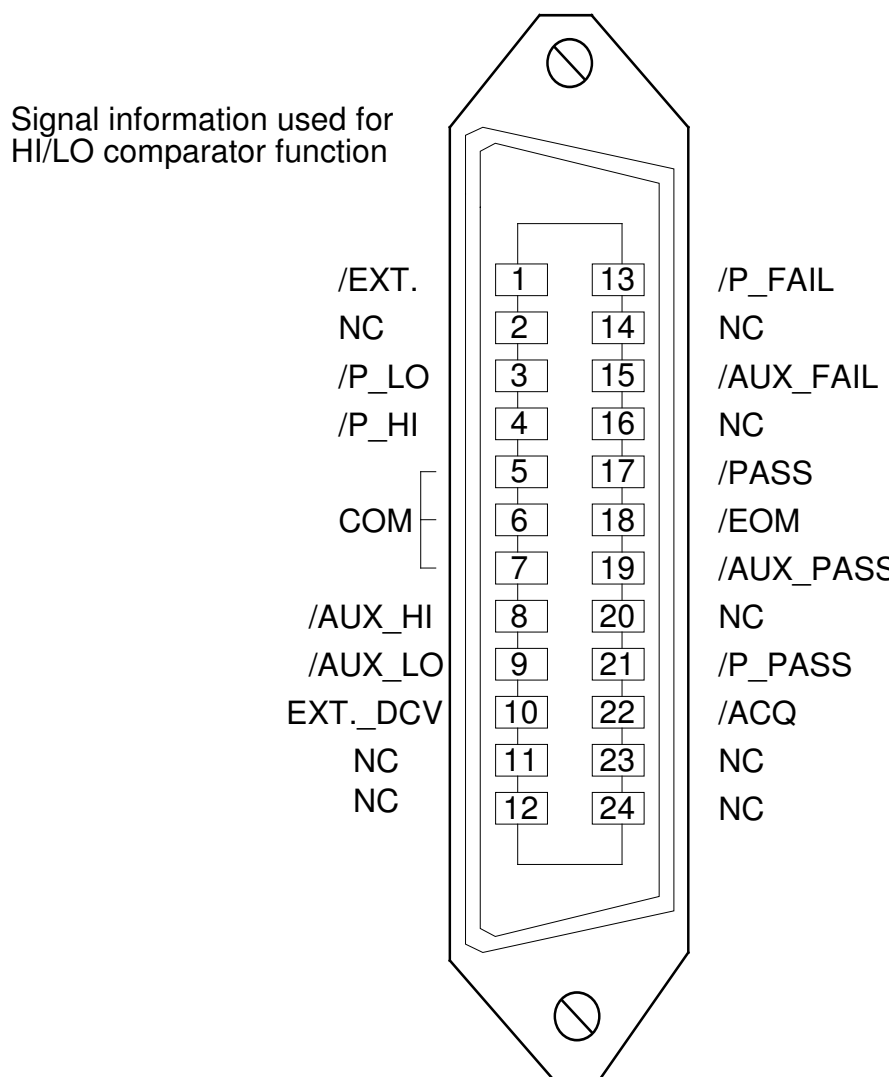 Signal information used for
HI/LO comparator function
/EXT. 1 13 /P_FAIL
NC 2 14 NC
/P_LO 3 15 /AUX_FAIL
/P_HI 4 16 NC
5 17 /PASS
COM 6 18 /EOM
7 19 /AUX_PASS
/AUX_HI 8 20 NC
/AUX_LO 9 21 /P_PASS
EXT._DCV 10 22 /ACQ
NC 11 23 NC
NC 12 24 NC